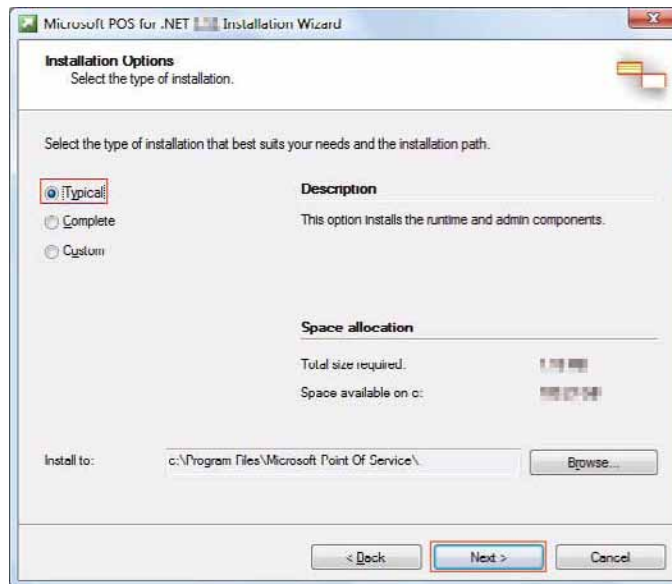 Microsoft POS for .NET Installation Wizard
Installation Options
Select the type of installation.
Select the type of installation that best suits your needs and the installation path.
Typical
Complete
Custom
Description
This option installs the runtime and admin components.
Space allocation
Total size required:
Space available on c:
Install to:
c:\Program Files\Microsoft Point Of Service\
Browse...
< Back
Next >
Cancel